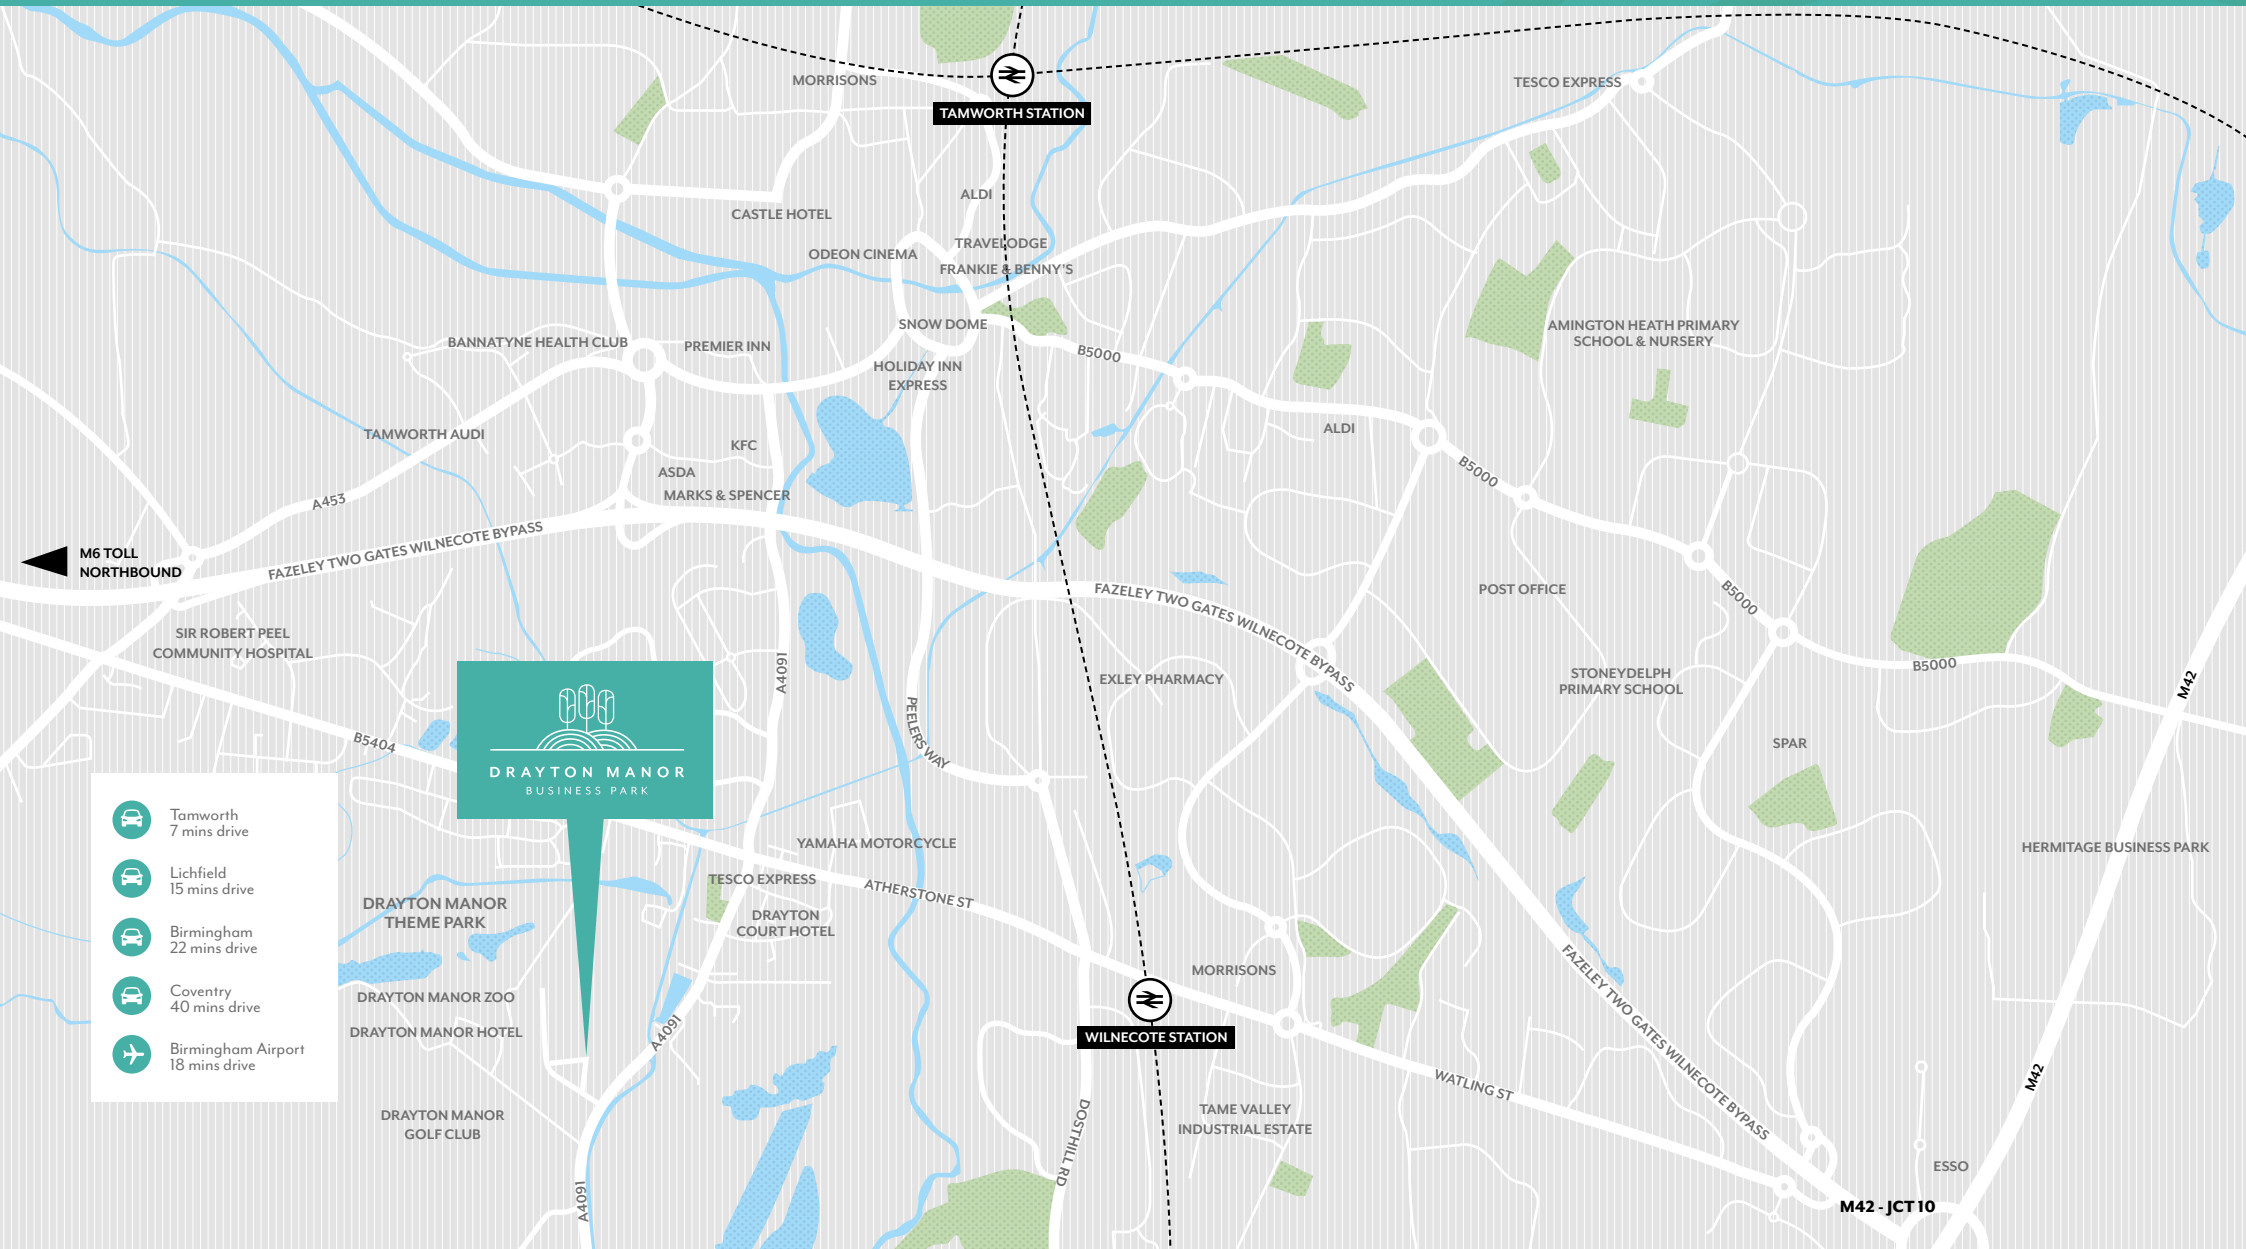 MORRISONS
TAMWORTH STATION
TESCO EXPRESS
ALDI
CASTLE HOTEL
ODEON CINEMA
TRAVELODGE
FRANKIE & BENNY'S
SNOW DOME
BANNATYNE HEALTH CLUB
PREMIER INN
HOLIDAY INN
EXPRESS
B5000
AMINGTON HEATH PRIMARY
SCHOOL & NURSERY
TAMWORTH AUDI
KFC
ASDA
MARKS & SPENCER
ALDI
B5000
A453
FAZELEY TWO GATES WILNECOTE BYPASS
M6 TOLL
NORTHBOUND
FAZELEY TWO GATES WILNECOTE BYPASS
POST OFFICE
B5000
SIR ROBERT PEEL
COMMUNITY HOSPITAL
A4091
EXLEY PHARMACY
STONEYDELPH
PRIMARY SCHOOL
B5000
M42
PEELERS WAY
B5404
DRAYTON MANOR
BUSINESS PARK
SPAR
Tamworth
7 mins drive
Lichfield
15 mins drive
Birmingham
22 mins drive
Coventry
40 mins drive
Birmingham Airport
18 mins drive
YAMAHA MOTORCYCLE
HERMITAGE BUSINESS PARK
TESCO EXPRESS
ATHERSTONE ST
DRAYTON MANOR
THEME PARK
DRAYTON
COURT HOTEL
MORRISONS
FAZELEY TWO GATES WILNECOTE BYPASS
DRAYTON MANOR ZOO
DRAYTON MANOR HOTEL
A4091
WILNECOTE STATION
WATLING ST
M42
DRAYTON MANOR
GOLF CLUB
DOSTHILL RD
TAME VALLEY
INDUSTRIAL ESTATE
ESSO
A4091
M42 - JCT 10